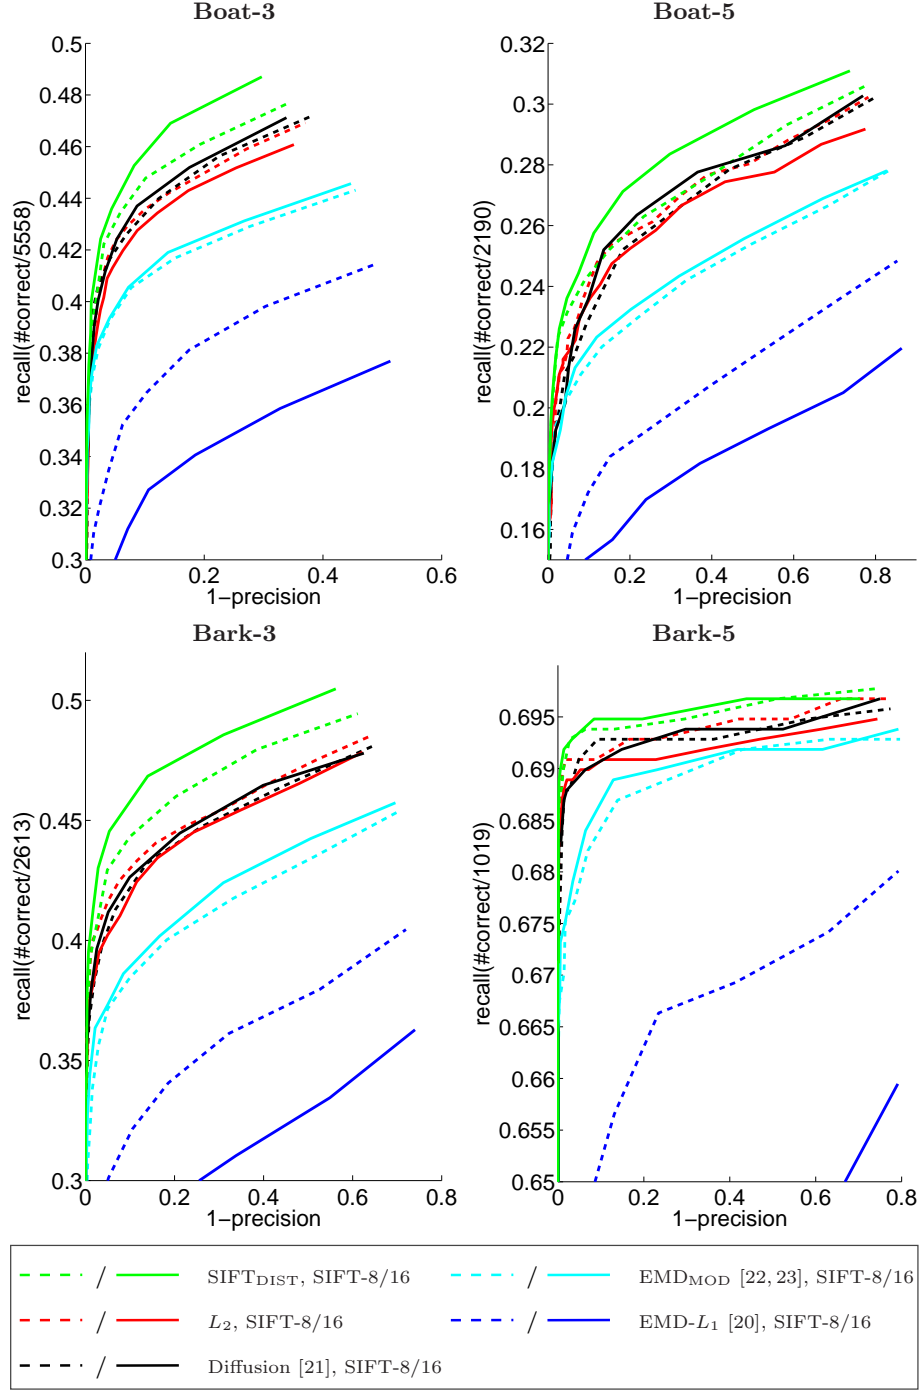 Boat-3
0.5
0.48
0.46
0.44
0.42
0.4
0.38
0.36
0.34
0.32
0.3
recall(#correct/5558)
0 0.2 0.4 0.6
1−precision
Boat-5
0.32
0.3
0.28
0.26
0.24
0.22
0.2
0.18
0.16
recall(#correct/2190)
0 0.2 0.4 0.6 0.8
1−precision
Bark-3
0.5
0.45
0.4
0.35
0.3
recall(#correct/2613)
0 0.2 0.4 0.6 0.8
1−precision
Bark-5
0.695
0.69
0.685
0.68
0.675
0.67
0.665
0.66
0.655
0.65
recall(#correct/1019)
0 0.2 0.4 0.6 0.8
1−precision
/ SIFTDIST, SIFT-8/16
/ L2, SIFT-8/16
/ Diffusion [21], SIFT-8/16
/ EMDMOD [22, 23], SIFT-8/16
/ EMD-L1 [20], SIFT-8/16